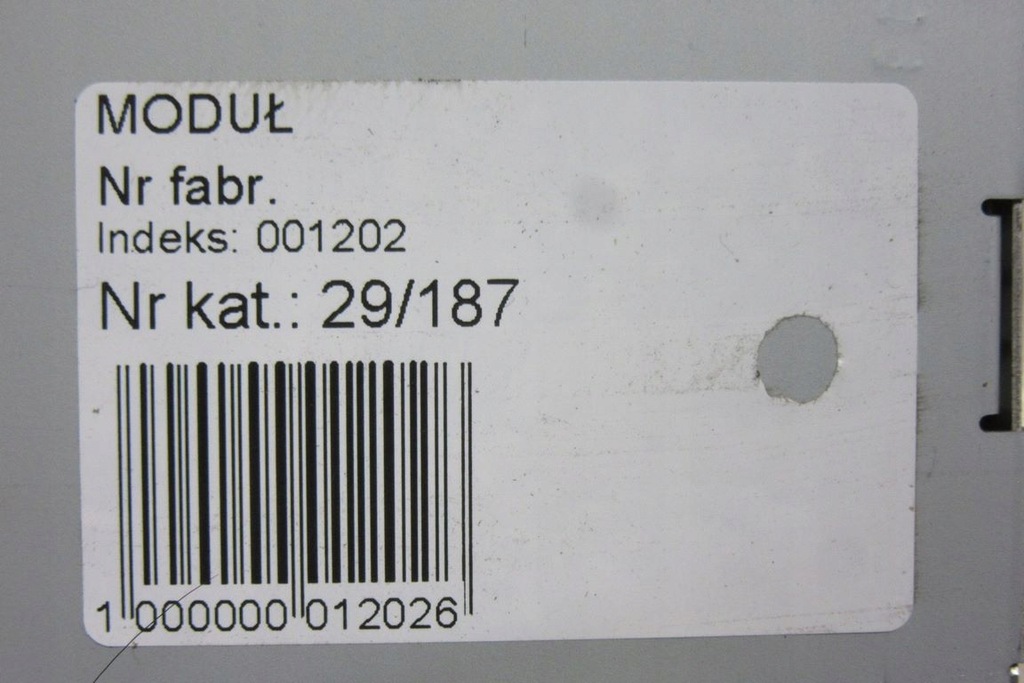 MODUŁ
Nr fabr.
Indeks: 001202
Nr kat.: 29/187
1 000000 012026